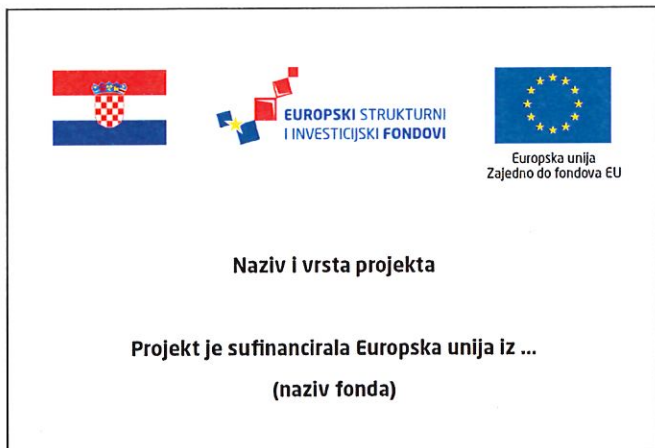 EUROPSKI STRUKTURNI
I INVESTICIJSKI FONDOVI
Europska unija
Zajedno do fondova EU
Naziv i vrsta projekta
Projekt je sufinancirala Europska unija iz ...
(naziv fonda)